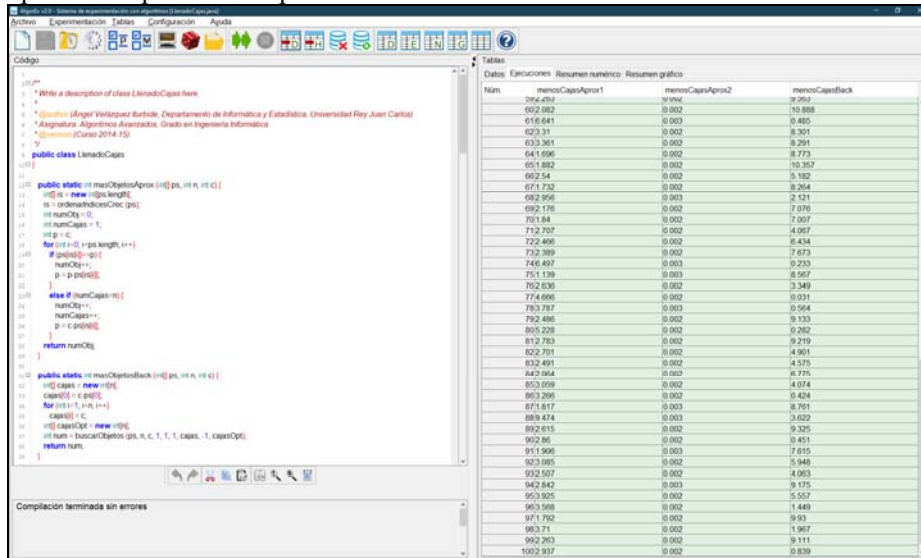 AlgorEx v2.0 - Sistema de experimentación con algoritmos [LlenadoCajas.java]
Archivo Experimentación Tablas Configuración Ayuda
Código
/**
* Write a description of class LlenadoCajas here.
*
* @author (Ángel Velázquez Iturbide, Departamento de Informática y Estadística, Universidad Rey Juan Carlos)
* Asignatura: Algoritmos Avanzados, Grado en Ingeniería Informática
* @version (Curso 2014-15)
*/
public class LlenadoCajas
{
public static int masObjetosAprox (int[] ps, int n, int c) {
int[] is = new int[ps.length];
is = ordenarIndicesCrec (ps);
int numObj = 0;
int numCajas = 1;
int p = c;
for (int i=0; i<ps.length; i++)
if (ps[is[i]]<=p) {
numObj++;
p = p-ps[is[i]];
}
else if (numCajas<n) {
numObj++;
numCajas++;
p = c-ps[is[i]];
}
return numObj;
}
public static int masObjetosBack (int[] ps, int n, int c) {
int[] cajas = new int[n];
cajas[0] = c-ps[0];
for (int i=1; i<n; i++)
cajas[i] = c;
int[] cajasOpt = new int[n];
int num = buscarObjetos (ps, n, c, 1, 1, 1, cajas, -1, cajasOpt);
return num;
}
Compilación terminada sin errores
Tablas
Datos Ejecuciones Resumen numérico Resumen gráfico
Núm. menosCajasAprox1 menosCajasAprox2 menosCajasBack
60 2.082 0.002 10.888
61 6.641 0.003 0.485
62 3.31 0.002 8.301
63 3.361 0.002 8.291
64 1.696 0.002 8.773
65 1.882 0.002 10.357
66 2.54 0.002 5.182
67 1.732 0.002 8.264
68 2.956 0.003 2.121
69 2.176 0.002 7.076
70 1.84 0.002 7.007
71 2.707 0.002 4.067
72 2.466 0.002 6.434
73 2.389 0.002 7.673
74 6.497 0.003 0.233
75 1.139 0.003 8.567
76 2.636 0.002 3.349
77 4.666 0.002 0.031
78 3.787 0.003 0.564
79 2.486 0.002 9.133
80 5.228 0.002 0.262
81 2.783 0.002 9.219
82 2.701 0.002 4.901
83 2.491 0.002 4.575
84 2.064 0.002 6.775
85 3.059 0.002 4.074
86 3.266 0.002 0.424
87 1.817 0.003 8.761
88 9.474 0.003 3.622
89 2.615 0.002 9.325
90 2.86 0.002 0.451
91 1.906 0.003 7.615
92 3.085 0.002 5.948
93 2.507 0.002 4.063
94 2.842 0.003 9.175
95 3.925 0.002 5.557
96 3.568 0.002 1.449
97 1.792 0.002 9.93
98 3.71 0.002 1.967
99 2.263 0.002 9.111
100 2.937 0.002 0.839